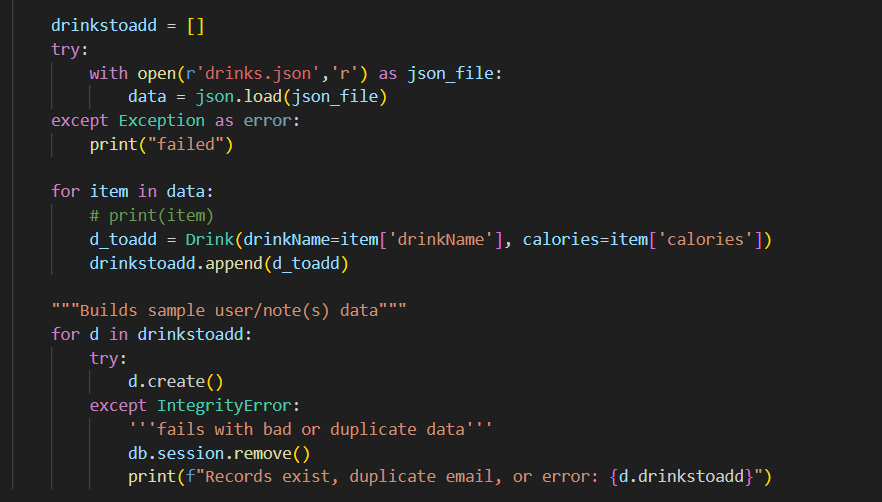 drinkstoadd = []
try:
    with open(r'drinks.json','r') as json_file:
        data = json.load(json_file)
except Exception as error:
    print("failed")
for item in data:
    # print(item)
    d_toadd = Drink(drinkName=item['drinkName'], calories=item['calories'])
    drinkstoadd.append(d_toadd)
"""Builds sample user/note(s) data"""
for d in drinkstoadd:
    try:
        d.create()
    except IntegrityError:
        '''fails with bad or duplicate data'''
        db.session.remove()
        print(f"Records exist, duplicate email, or error: {d.drinkstoadd}")